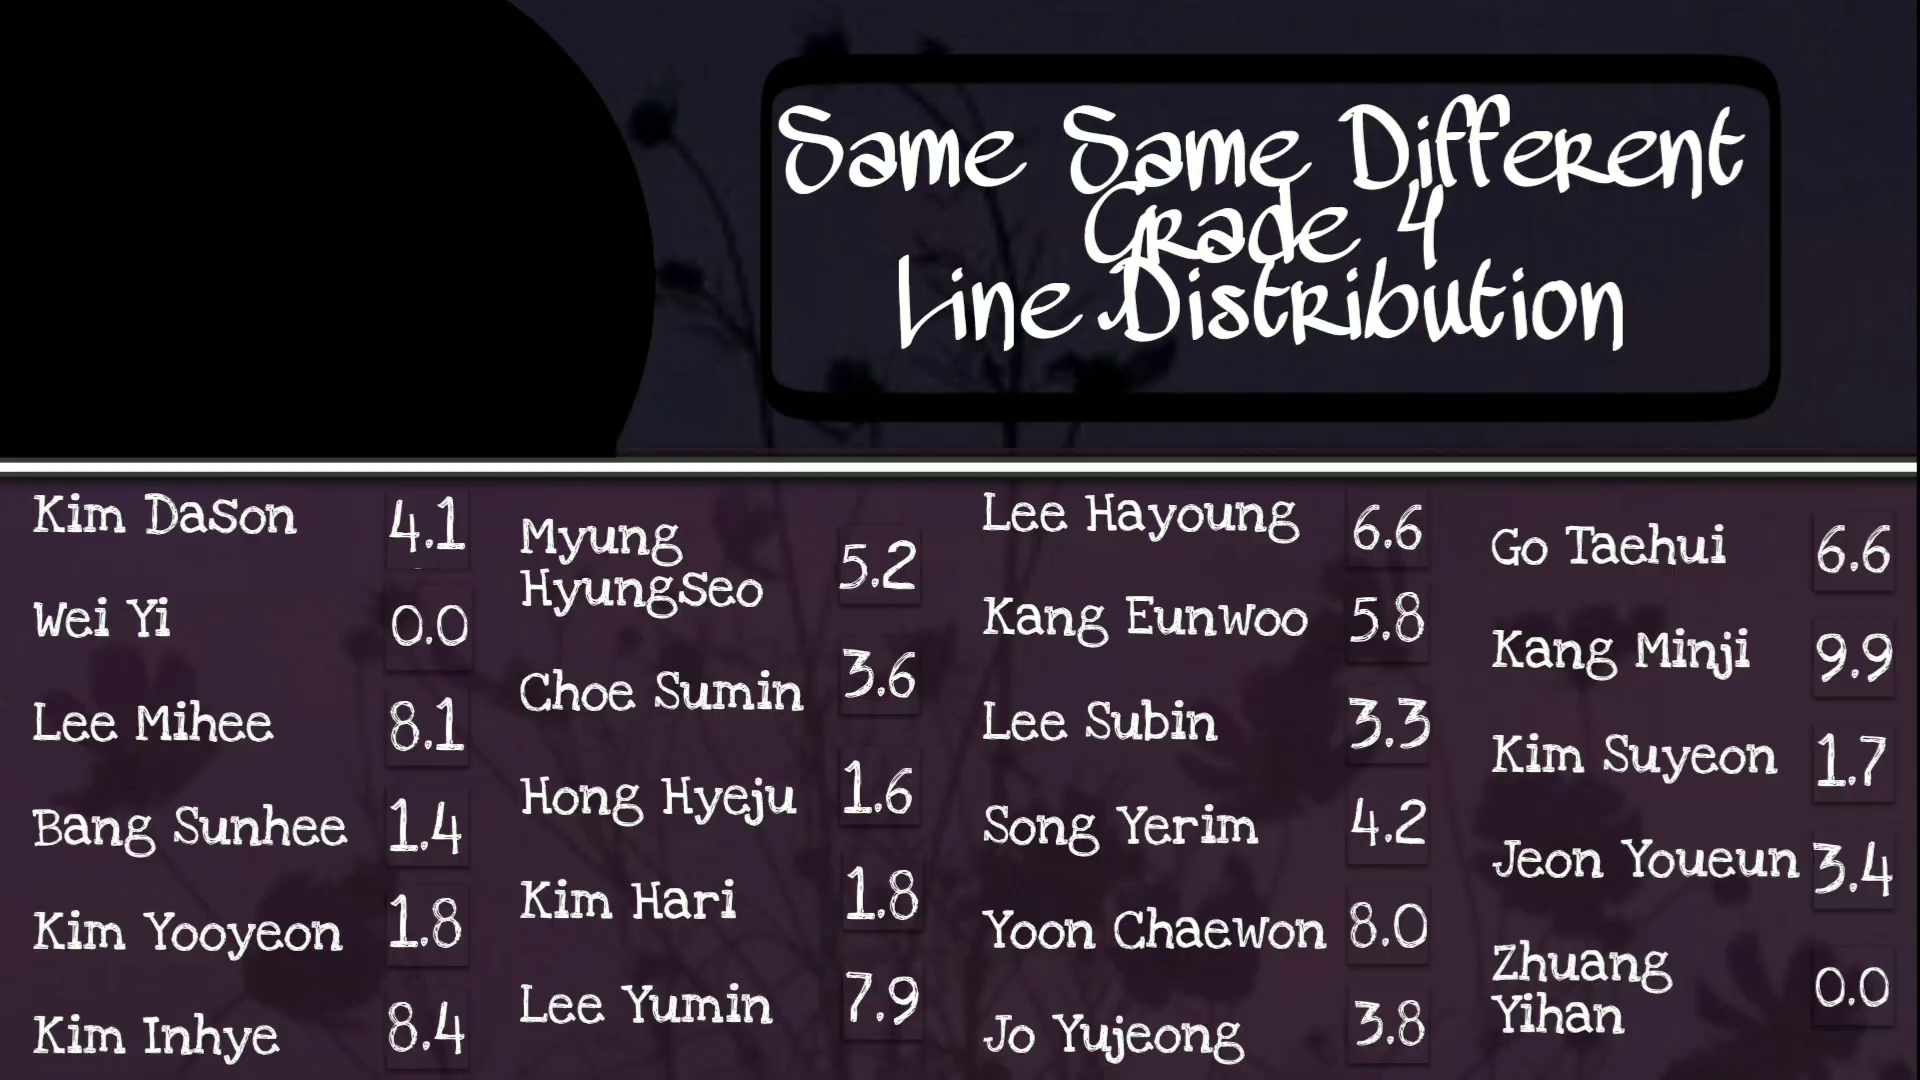 Same Same Different
Grade 4
Line Distribution
Kim Dason 4.1
Wei Yi 0.0
Lee Mihee 8.1
Bang Sunhee 1.4
Kim Yooyeon 1.8
Kim Inhye 8.4
Myung
HyungSeo 5.2
Choe Sumin 3.6
Hong Hyeju 1.6
Kim Hari 1.8
Lee Yumin 7.9
Lee Hayoung 6.6
Kang Eunwoo 5.8
Lee Subin 3.3
Song Yerim 4.2
Yoon Chaewon 8.0
Jo Yujeong 3.8
Go Taehui 6.6
Kang Minji 9.9
Kim Suyeon 1.7
Jeon Youeun 3.4
Zhuang
Yihan 0.0